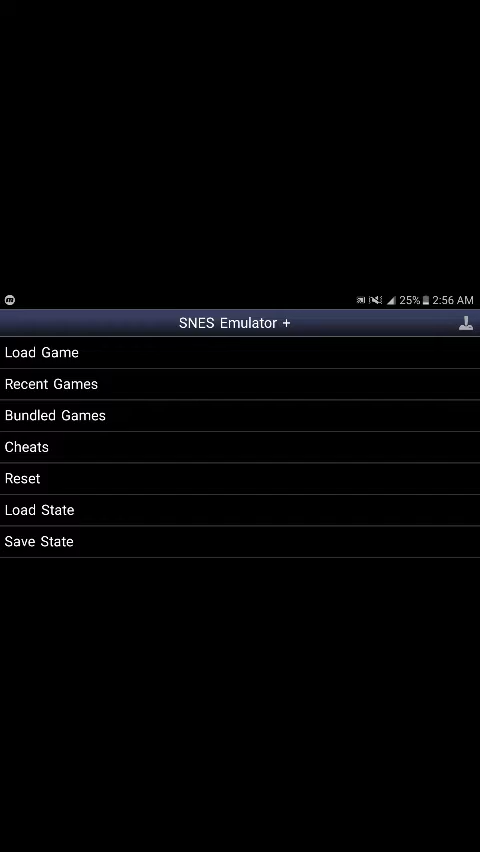 25% 2:56 AM
SNES Emulator +
Load Game
Recent Games
Bundled Games
Cheats
Reset
Load State
Save State